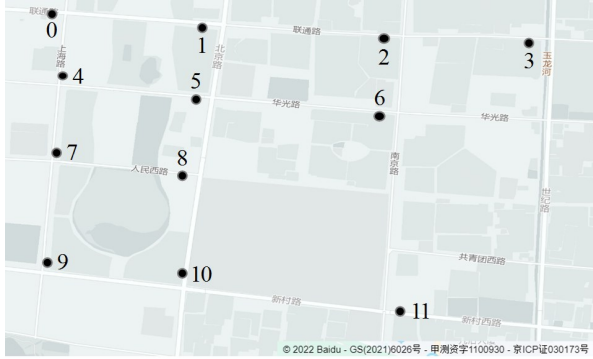 联通路
0
1
联通路
2
3
上海路
北京路
玉龙河
4
5
华光路
6
华光路
7
人民西路
8
南京路
世纪路
9
10
共青团西路
新村路
11
新村西路
© 2022 Baidu - GS(2021)6026号 - 甲测资字1100930 - 京ICP证030173号